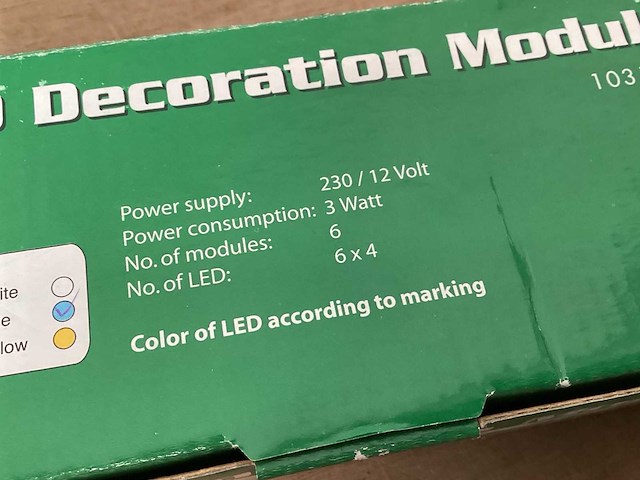 Decoration Modul
103
Power supply: 230 / 12 Volt
Power consumption: 3 Watt
No. of modules: 6
No. of LED: 6 x 4
ite
e
low
Color of LED according to marking